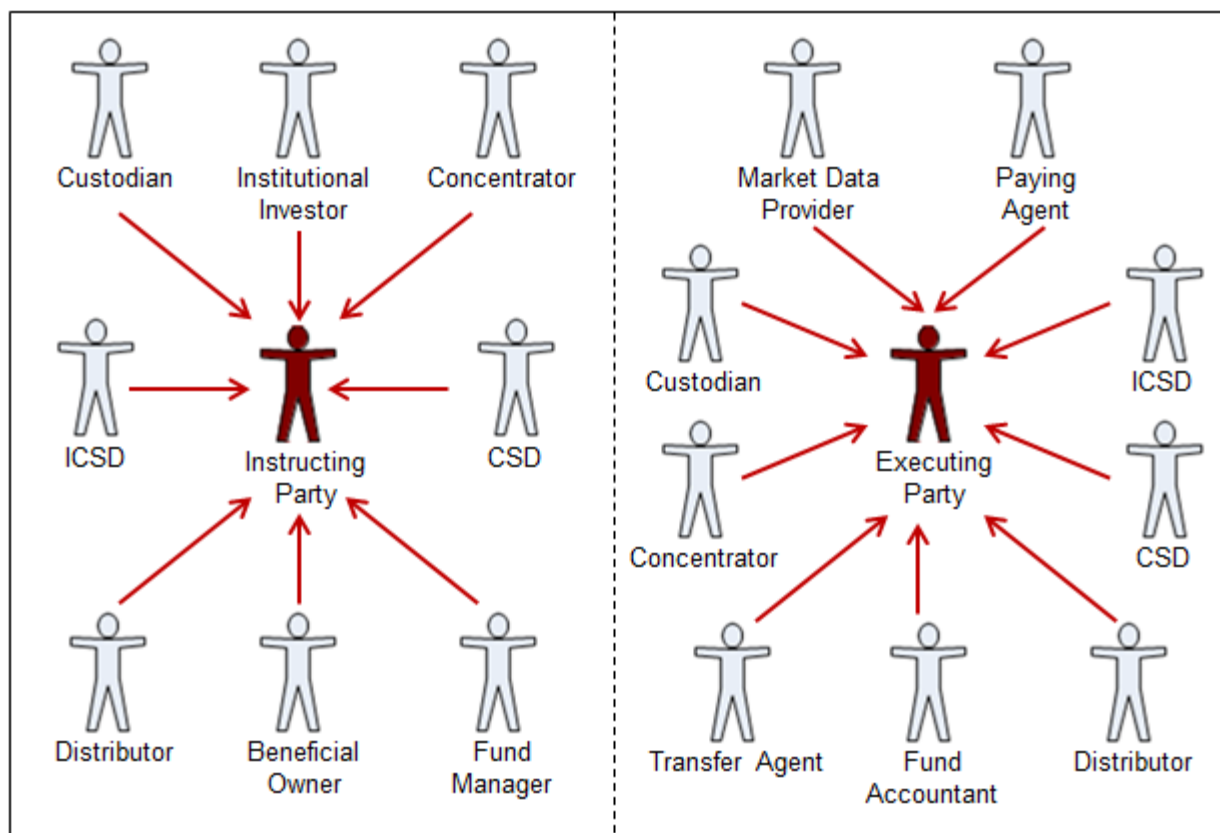 Custodian
Institutional
Investor
Concentrator
ICSD
Instructing
Party
CSD
Distributor
Beneficial
Owner
Fund
Manager
Market Data
Provider
Paying
Agent
Custodian
ICSD
Executing
Party
Concentrator
CSD
Transfer Agent
Fund
Accountant
Distributor